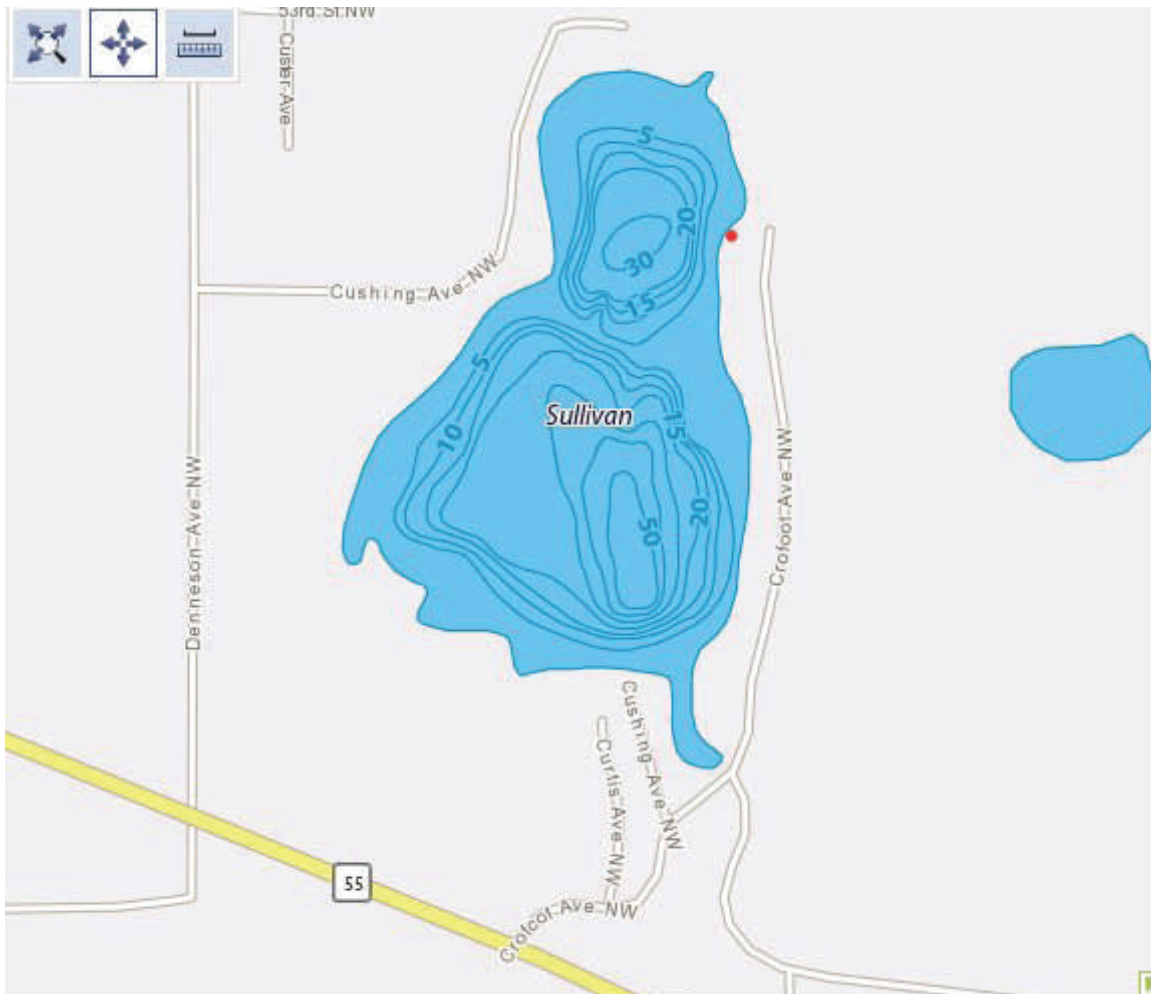 53rd St NW
Custer Ave
5
20
30
15
Cushing Ave NW
5
Sullivan
10
15
20
50
Crofoot Ave NW
Denneson Ave NW
Cushing Ave NW
Curtis Ave NW
55
Crofoot Ave NW